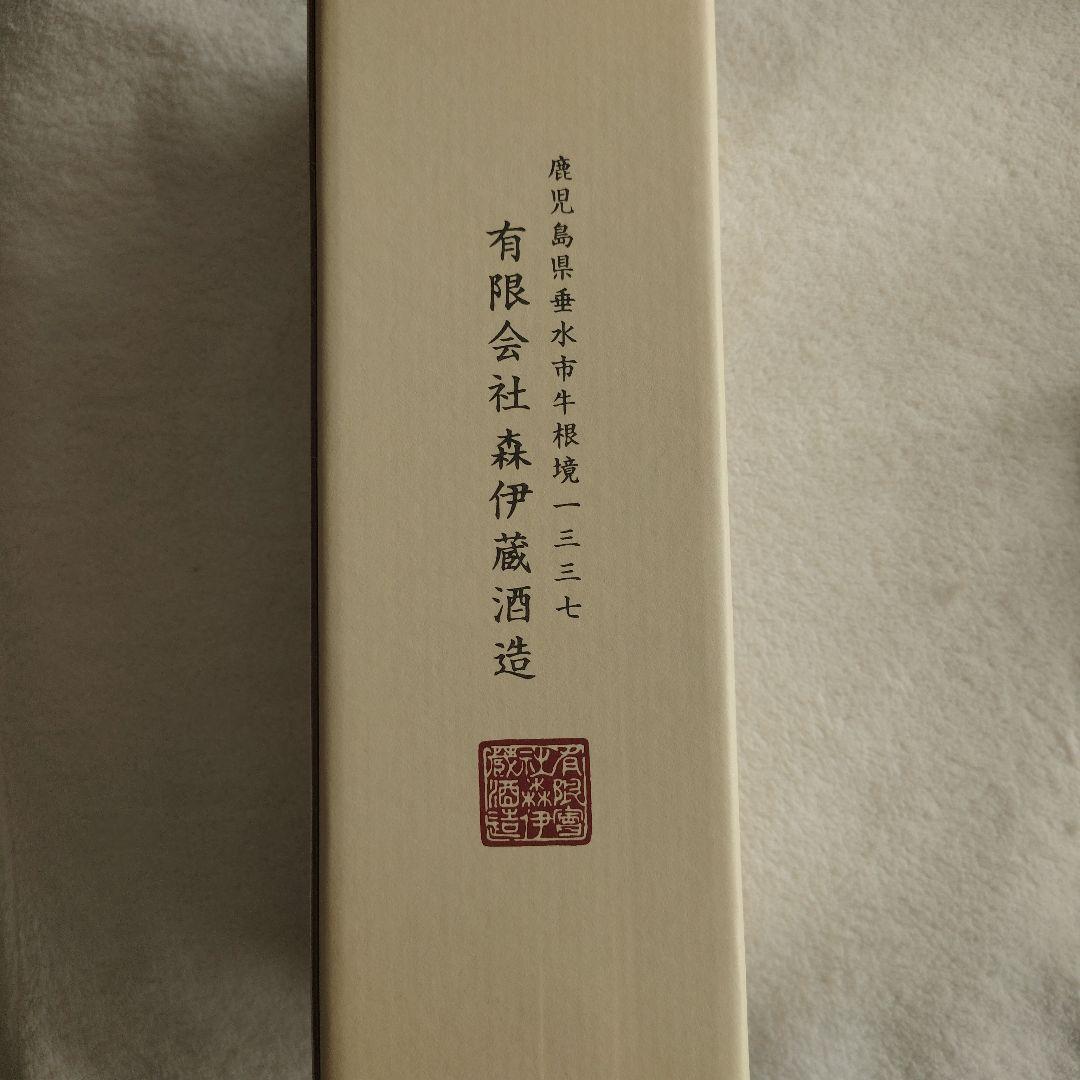 鹿児島県垂水市牛根境一三三七
有限会社 森伊蔵酒造
有限會
社森伊
蔵酒造